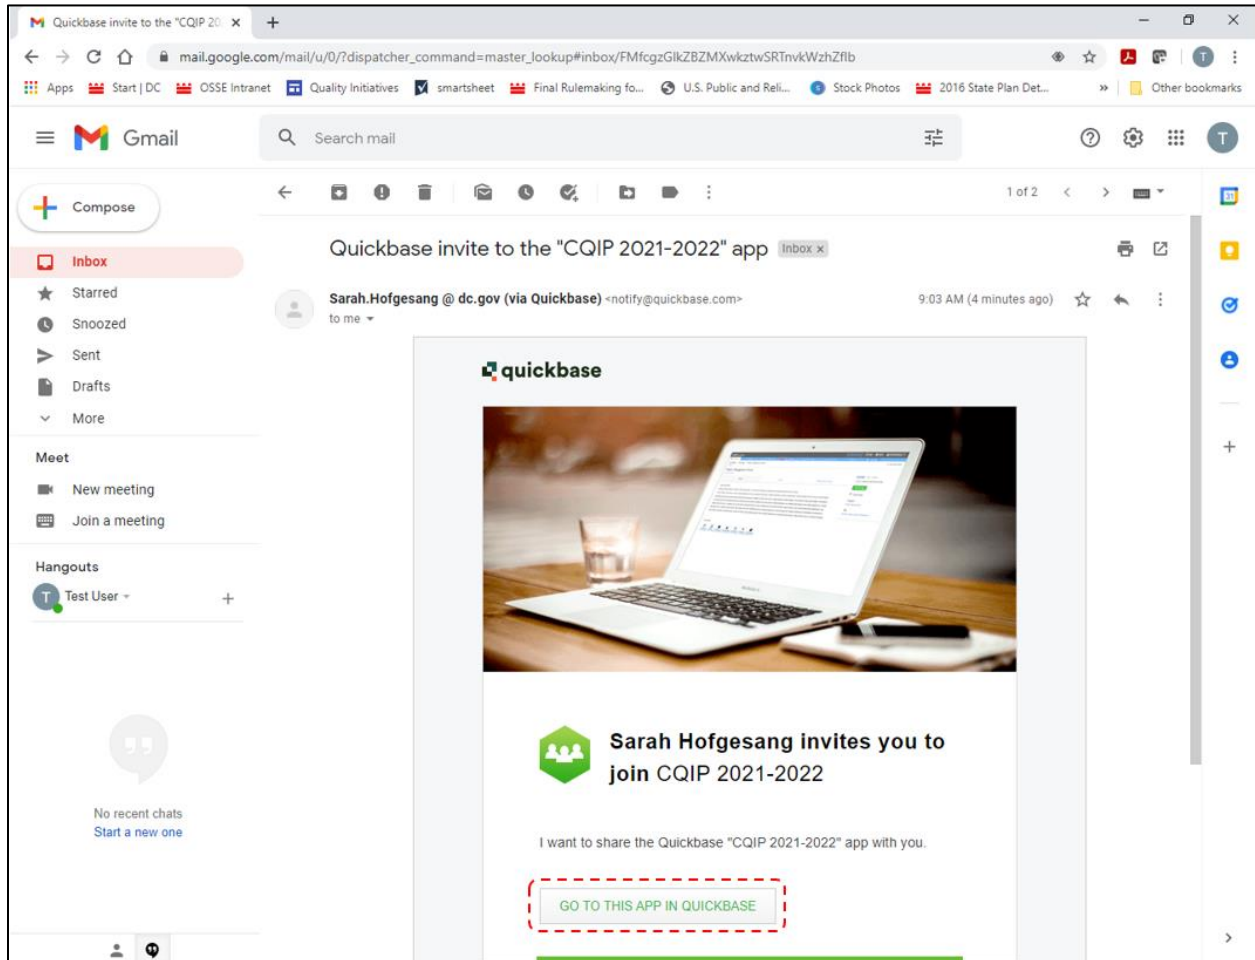 Quickbase invite to the "CQIP 20
mail.google.com/mail/u/0/?dispatcher_command=master_lookup#inbox/FMfcgzGlkZBZMXwkztwSRTnvkWzhZflb
T
Apps Start | DC OSSE Intranet Quality Initiatives smartsheet Final Rulemaking fo... U.S. Public and Reli... Stock Photos 2016 State Plan Det... » Other bookmarks
Gmail
Search mail
T
Compose
1 of 2
31
Inbox
Starred
Snoozed
Sent
Drafts
More
Quickbase invite to the "CQIP 2021-2022" app Inbox x
Sarah.Hofgesang @ dc.gov (via Quickbase) <notify@quickbase.com> 9:03 AM (4 minutes ago)
to me
Meet
New meeting
Join a meeting
Hangouts
T Test User
No recent chats
Start a new one
quickbase
Sarah Hofgesang invites you to
join CQIP 2021-2022
I want to share the Quickbase "CQIP 2021-2022" app with you.
GO TO THIS APP IN QUICKBASE